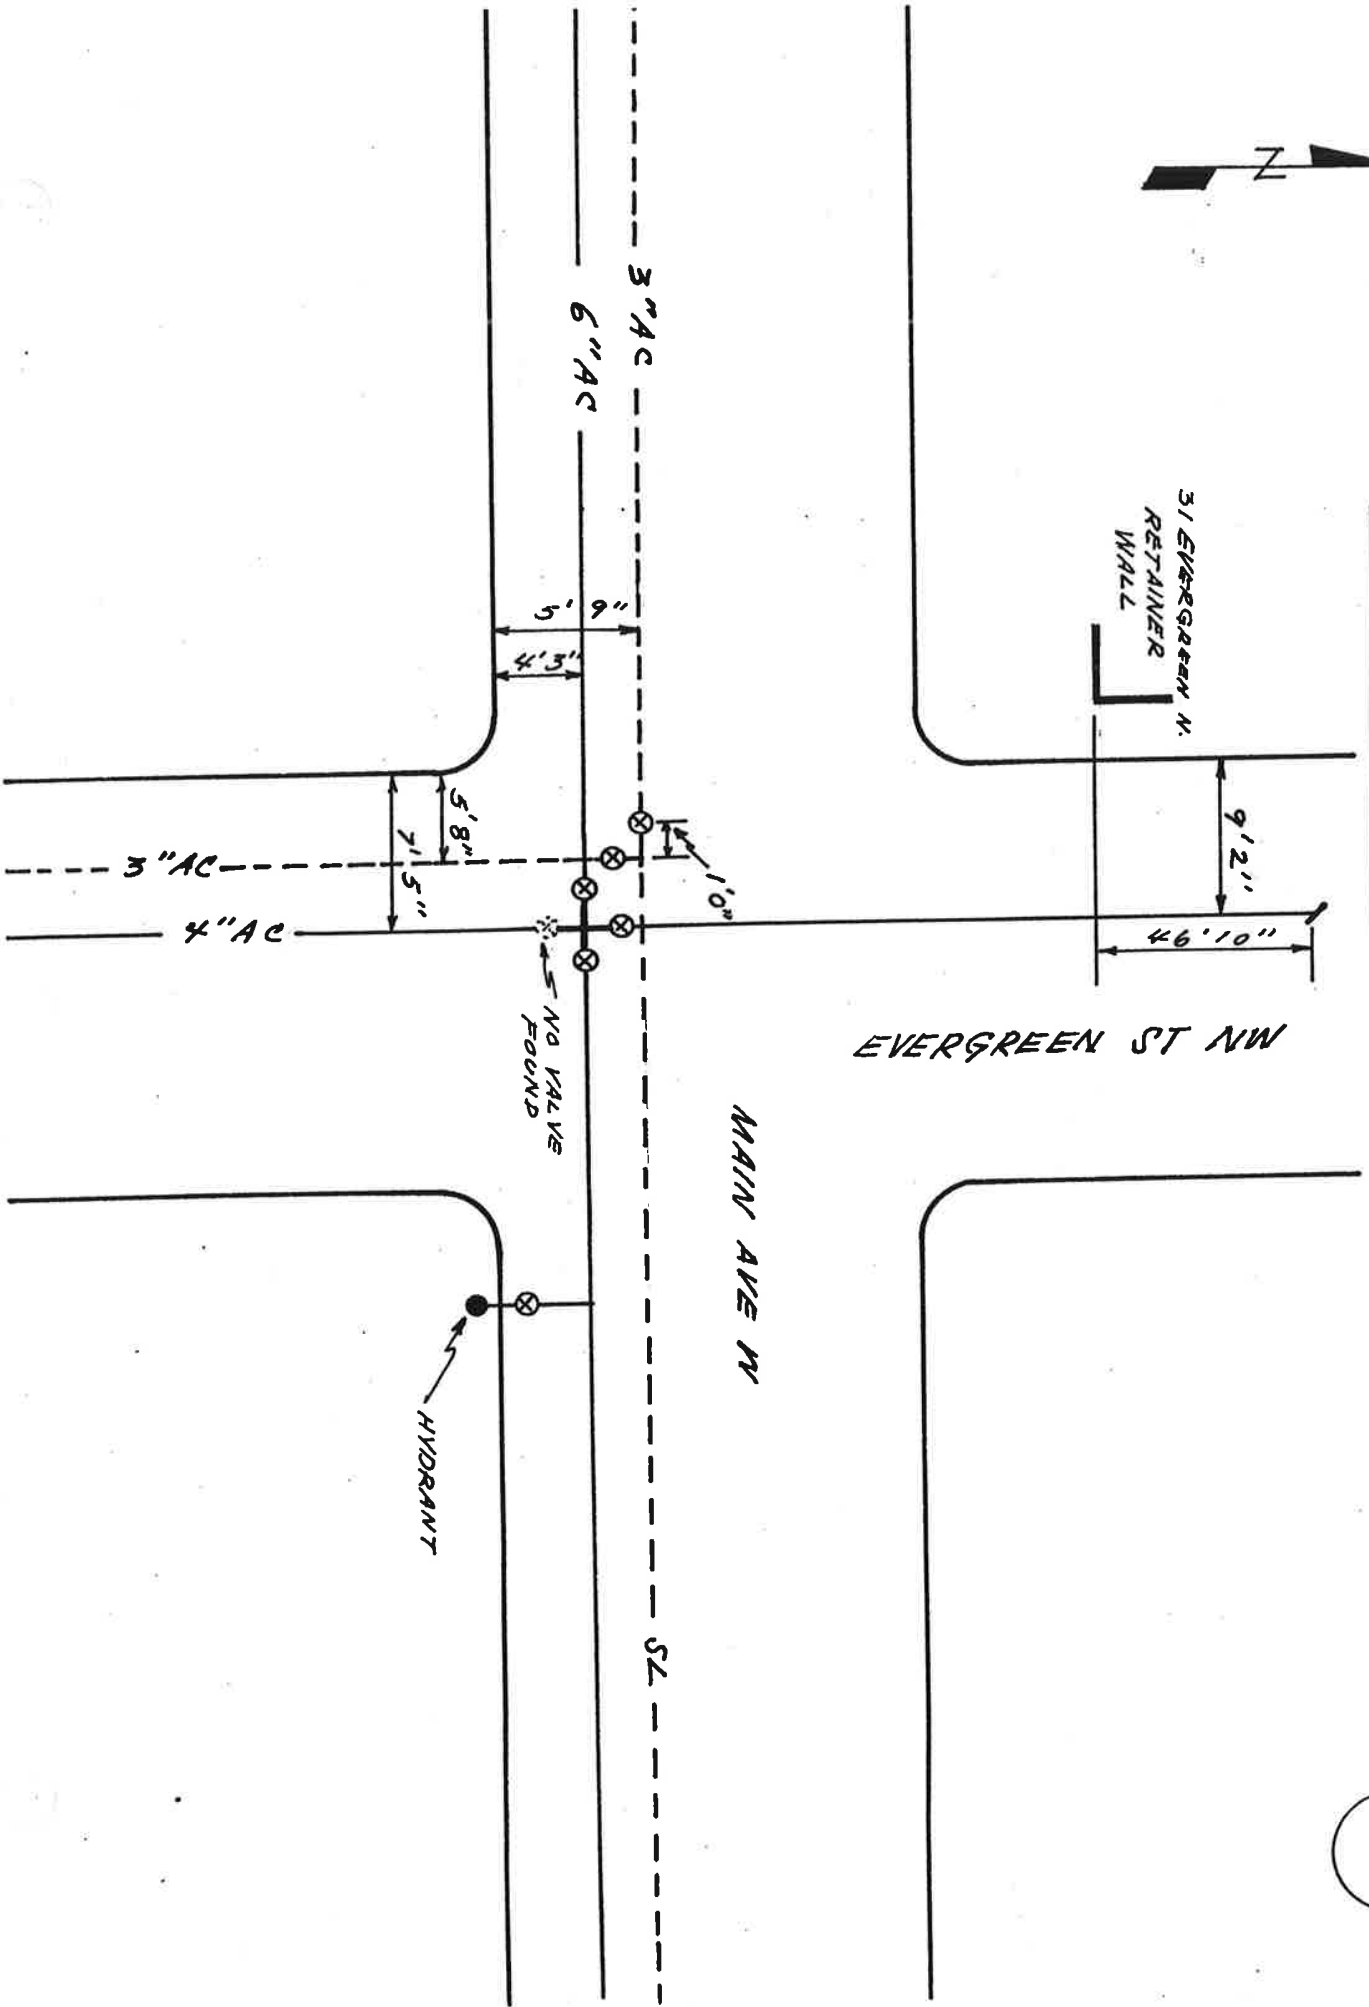 N
31 EVERGREEN N.
RETAINER
WALL
3"AC
6"AC
5' 9"
4'3"
9'2"
5'8"
7'5"
1'0"
3"AC
4"AC
46'10"
NO VALVE
FOUND
EVERGREEN ST NW
MAIN AVE W
HYDRANT
SL